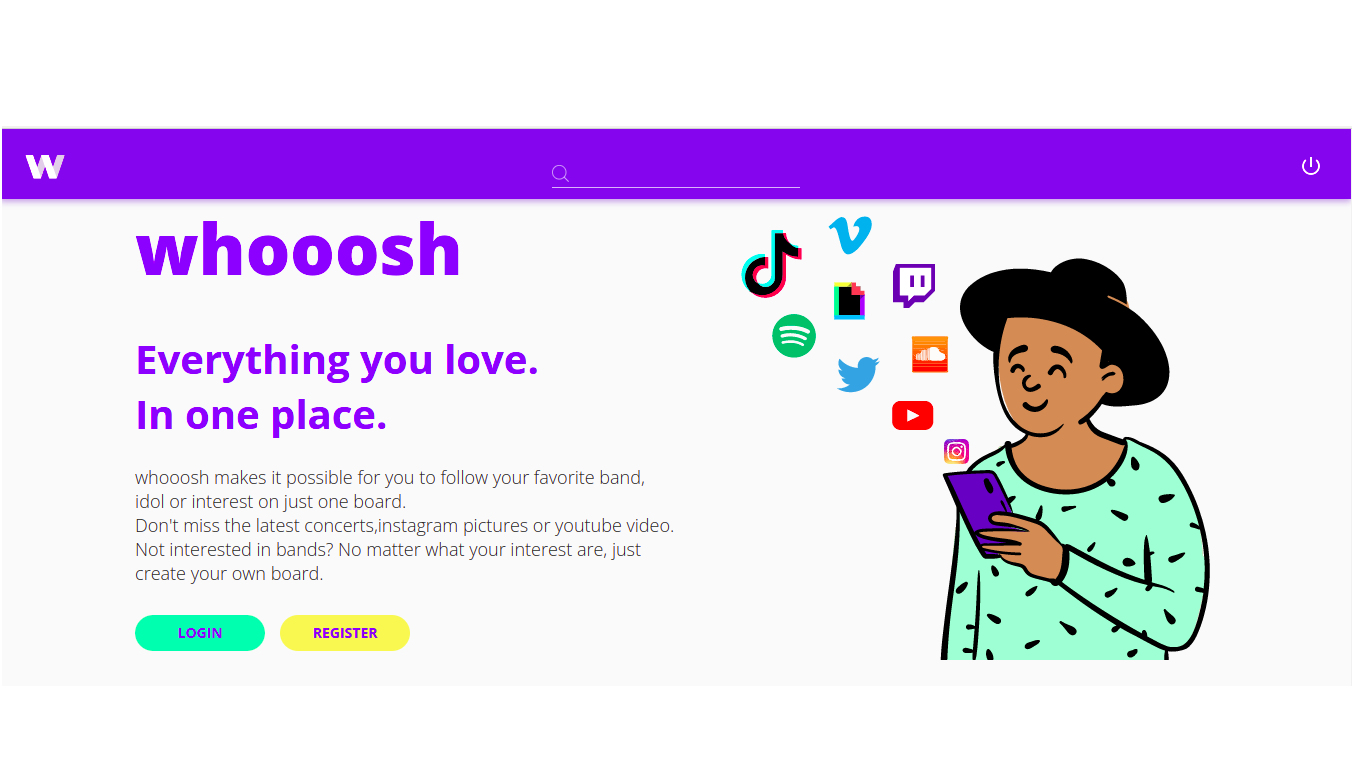 W
whooosh
Everything you love.
In one place.
whooosh makes it possible for you to follow your favorite band,
idol or interest on just one board.
Don't miss the latest concerts,instagram pictures or youtube video.
Not interested in bands? No matter what your interest are, just
create your own board.
LOGIN REGISTER